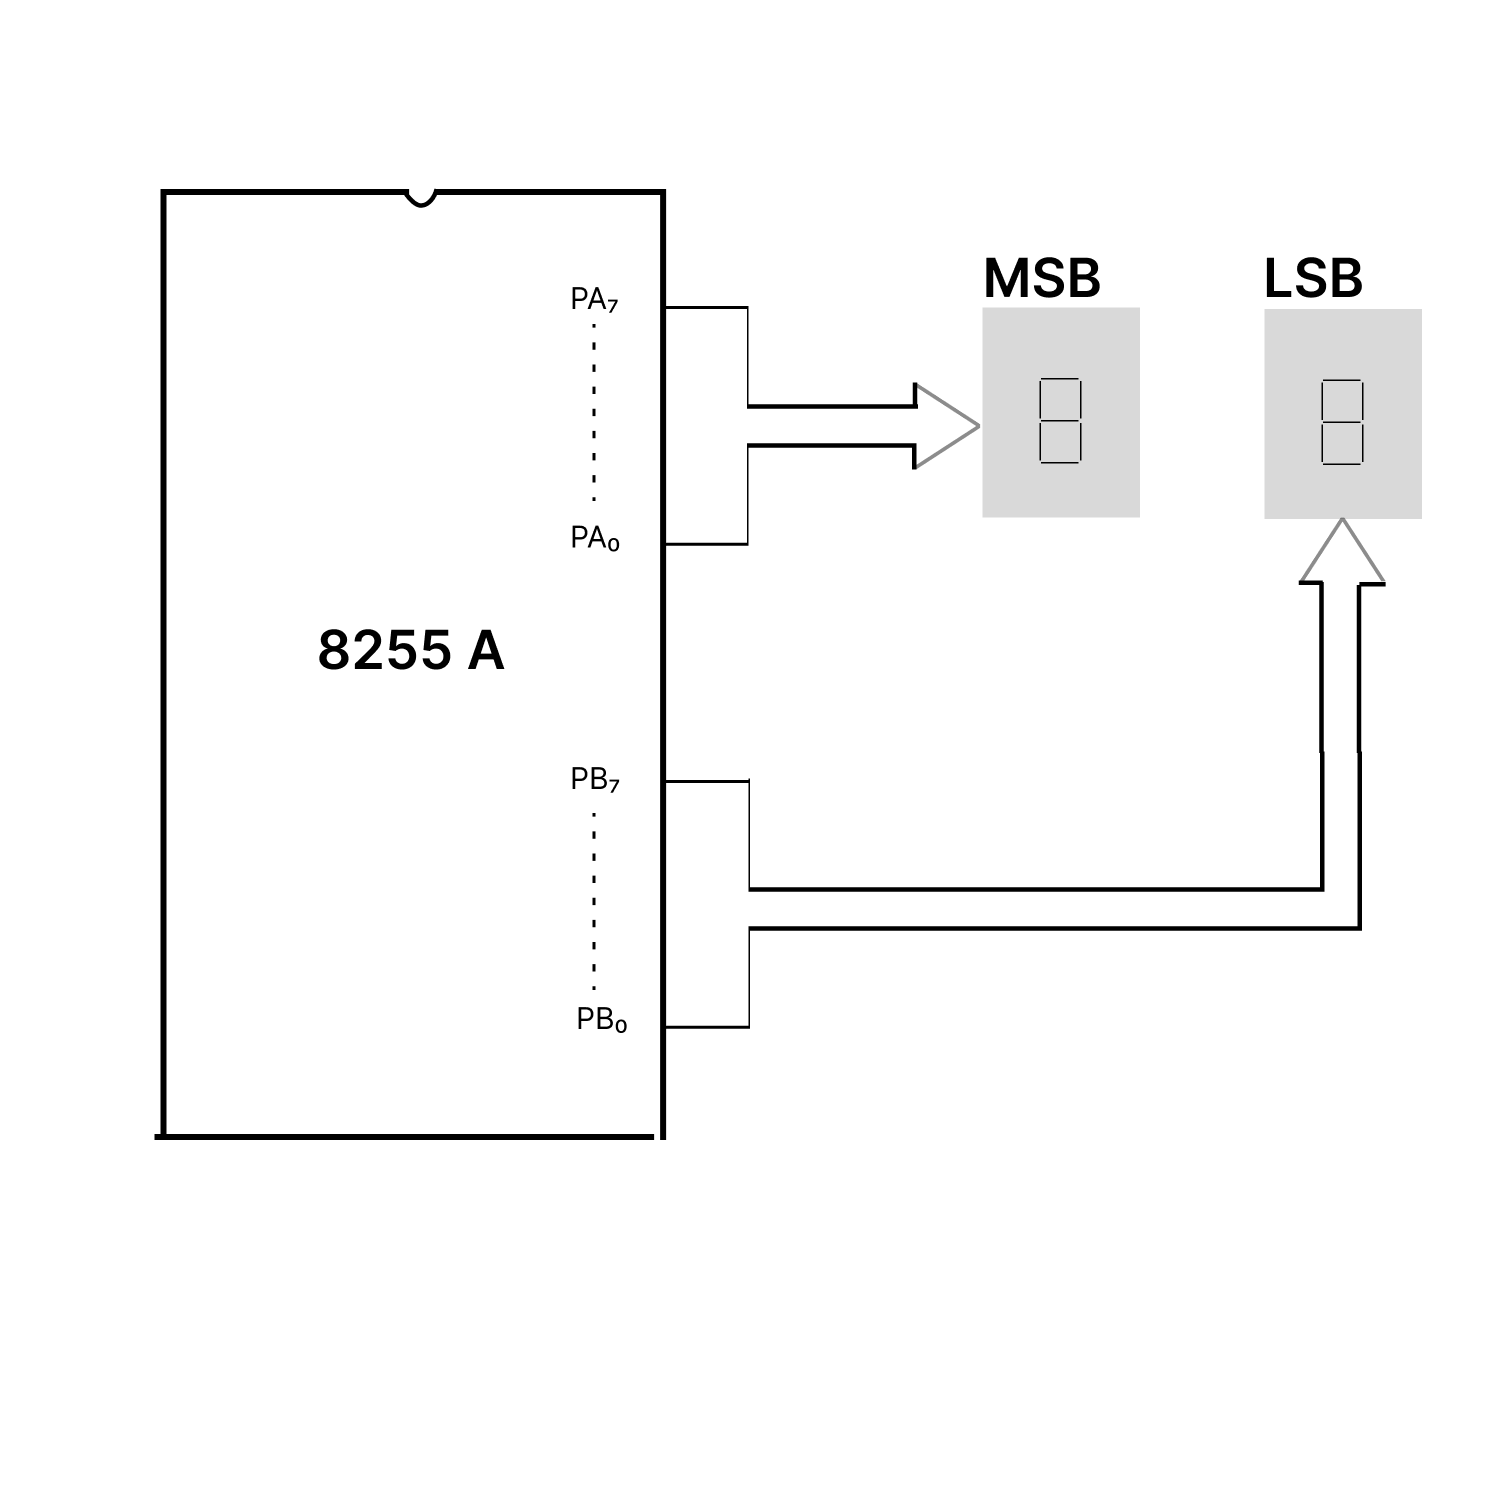 MSB
LSB
PA₇
PA₀
8255 A
PB₇
PB₀